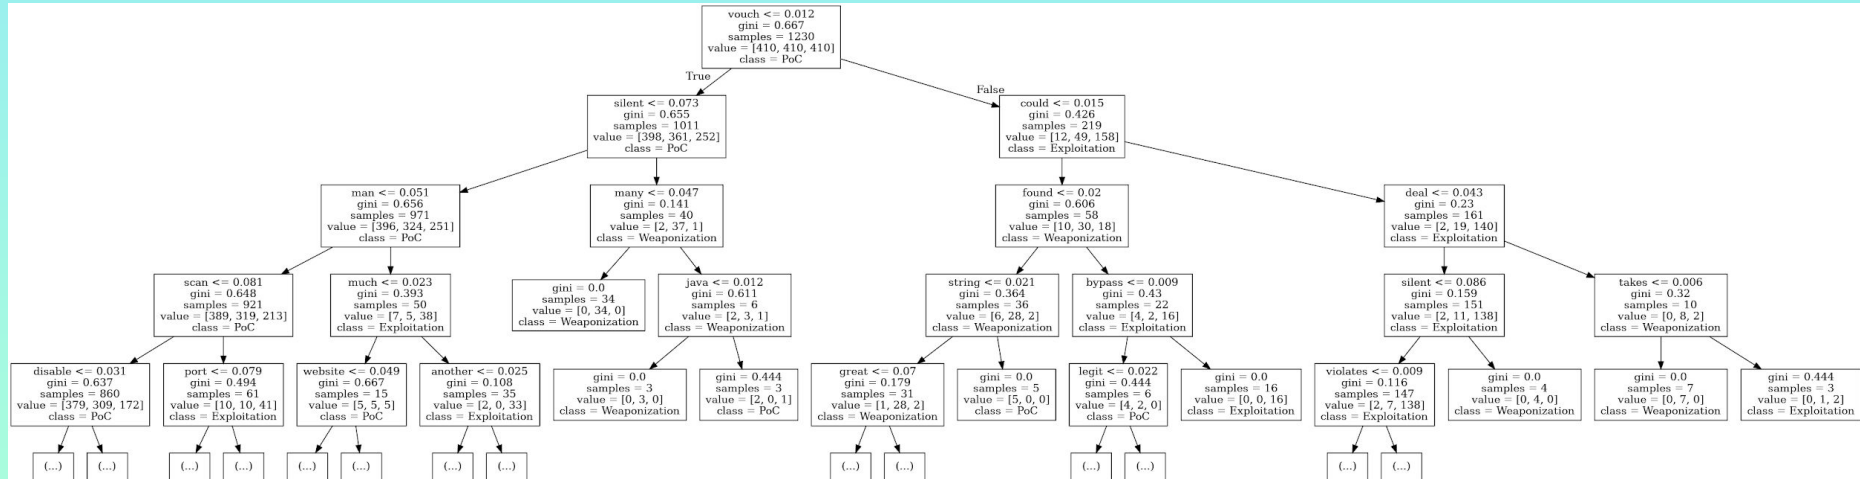 vouch <= 0.012
gini = 0.667
samples = 1230
value = [410, 410, 410]
class = PoC
True
False
silent <= 0.073
gini = 0.655
samples = 1011
value = [398, 361, 252]
class = PoC
could <= 0.015
gini = 0.426
samples = 219
value = [12, 49, 158]
class = Exploitation
man <= 0.051
gini = 0.656
samples = 971
value = [396, 324, 251]
class = PoC
many <= 0.047
gini = 0.141
samples = 40
value = [2, 37, 1]
class = Weaponization
found <= 0.02
gini = 0.606
samples = 58
value = [10, 30, 18]
class = Weaponization
deal <= 0.043
gini = 0.23
samples = 161
value = [2, 19, 140]
class = Exploitation
scan <= 0.081
gini = 0.648
samples = 921
value = [389, 319, 213]
class = PoC
much <= 0.023
gini = 0.393
samples = 50
value = [7, 5, 38]
class = Exploitation
gini = 0.0
samples = 34
value = [0, 34, 0]
class = Weaponization
java <= 0.012
gini = 0.611
samples = 6
value = [2, 3, 1]
class = Weaponization
string <= 0.021
gini = 0.364
samples = 36
value = [6, 28, 2]
class = Weaponization
bypass <= 0.009
gini = 0.43
samples = 22
value = [4, 2, 16]
class = Exploitation
silent <= 0.086
gini = 0.159
samples = 151
value = [2, 11, 138]
class = Exploitation
takes <= 0.006
gini = 0.32
samples = 10
value = [0, 8, 2]
class = Weaponization
disable <= 0.031
gini = 0.637
samples = 860
value = [379, 309, 172]
class = PoC
port <= 0.079
gini = 0.494
samples = 61
value = [10, 10, 41]
class = Exploitation
website <= 0.049
gini = 0.667
samples = 15
value = [5, 5, 5]
class = PoC
another <= 0.025
gini = 0.108
samples = 35
value = [2, 0, 33]
class = Exploitation
gini = 0.0
samples = 3
value = [0, 3, 0]
class = Weaponization
gini = 0.444
samples = 3
value = [2, 0, 1]
class = PoC
great <= 0.07
gini = 0.179
samples = 31
value = [1, 28, 2]
class = Weaponization
gini = 0.0
samples = 5
value = [5, 0, 0]
class = PoC
legit <= 0.022
gini = 0.444
samples = 6
value = [4, 2, 0]
class = PoC
gini = 0.0
samples = 16
value = [0, 0, 16]
class = Exploitation
violates <= 0.009
gini = 0.116
samples = 147
value = [2, 7, 138]
class = Exploitation
gini = 0.0
samples = 4
value = [0, 4, 0]
class = Weaponization
gini = 0.0
samples = 7
value = [0, 7, 0]
class = Weaponization
gini = 0.444
samples = 3
value = [0, 1, 2]
class = Exploitation
(...)
(...)
(...)
(...)
(...)
(...)
(...)
(...)
(...)
(...)
(...)
(...)
(...)
(...)